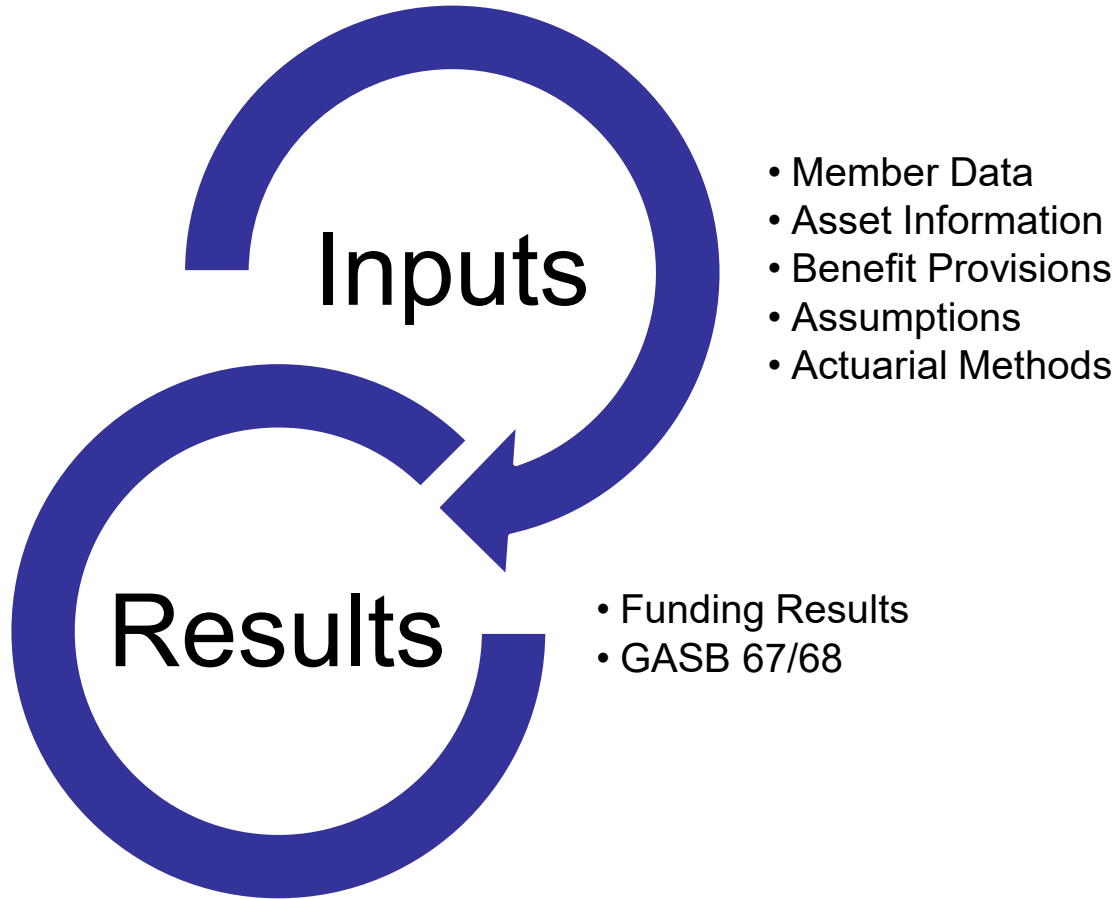 Inputs
• Member Data
• Asset Information
• Benefit Provisions
• Assumptions
• Actuarial Methods
Results
• Funding Results
• GASB 67/68